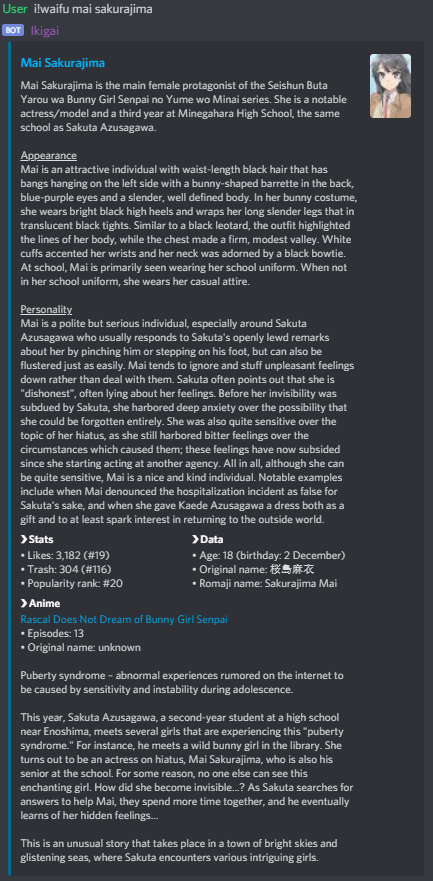 User i!waifu mai sakurajima
BOT Ikigai
Mai Sakurajima
Mai Sakurajima is the main female protagonist of the Seishun Buta
Yarou wa Bunny Girl Senpai no Yume wo Minai series. She is a notable
actress/model and a third year at Minegahara High School, the same
school as Sakuta Azusagawa.
Appearance
Mai is an attractive individual with waist-length black hair that has
bangs hanging on the left side with a bunny-shaped barrette in the back,
blue-purple eyes and a slender, well defined body. In her bunny costume,
she wears bright black high heels and wraps her long slender legs that in
translucent black tights. Similar to a black leotard, the outfit highlighted
the lines of her body, while the chest made a firm, modest valley. White
cuffs accented her wrists and her neck was adorned by a black bowtie.
At school, Mai is primarily seen wearing her school uniform. When not
in her school uniform, she wears her casual attire.
Personality
Mai is a polite but serious individual, especially around Sakuta
Azusagawa who usually responds to Sakuta's openly lewd remarks
about her by pinching him or stepping on his foot, but can also be
flustered just as easily. Mai tends to ignore and stuff unpleasant feelings
down rather than deal with them. Sakuta often points out that she is
"dishonest", often lying about her feelings. Before her invisibility was
subdued by Sakuta, she harbored deep anxiety over the possibility that
she could be forgotten entirely. She was also quite sensitive over the
topic of her hiatus, as she still harbored bitter feelings over the
circumstances which caused them; these feelings have now subsided
since she starting acting at another agency. All in all, although she can
be quite sensitive, Mai is a nice and kind individual. Notable examples
include when Mai denounced the hospitalization incident as false for
Sakuta's sake, and when she gave Kaede Azusagawa a dress both as a
gift and to at least spark interest in returning to the outside world.
❯Stats
• Likes: 3,182 (#19)
• Trash: 304 (#116)
• Popularity rank: #20
❯Data
• Age: 18 (birthday: 2 December)
• Original name: 桜島麻衣
• Romaji name: Sakurajima Mai
❯Anime
Rascal Does Not Dream of Bunny Girl Senpai
• Episodes: 13
• Original name: unknown
Puberty syndrome – abnormal experiences rumored on the internet to
be caused by sensitivity and instability during adolescence.
This year, Sakuta Azusagawa, a second-year student at a high school
near Enoshima, meets several girls that are experiencing this "puberty
syndrome." For instance, he meets a wild bunny girl in the library. She
turns out to be an actress on hiatus, Mai Sakurajima, who is also his
senior at the school. For some reason, no one else can see this
enchanting girl. How did she become invisible...? As Sakuta searches for
answers to help Mai, they spend more time together, and he eventually
learns of her hidden feelings...
This is an unusual story that takes place in a town of bright skies and
glistening seas, where Sakuta encounters various intriguing girls.